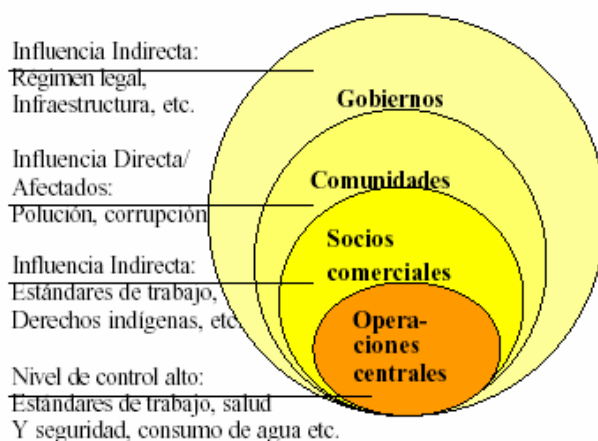 Influencia Indirecta:
Régimen legal,
Infraestructura, etc.
Gobiernos
Influencia Directa/
Afectados:
Polución, corrupción
Comunidades
Influencia Indirecta:
Estándares de trabajo,
Derechos indígenas, etc
Socios
comerciales
Nivel de control alto:
Estándares de trabajo, salud
Y seguridad, consumo de agua etc.
Opera-
ciones
centrales